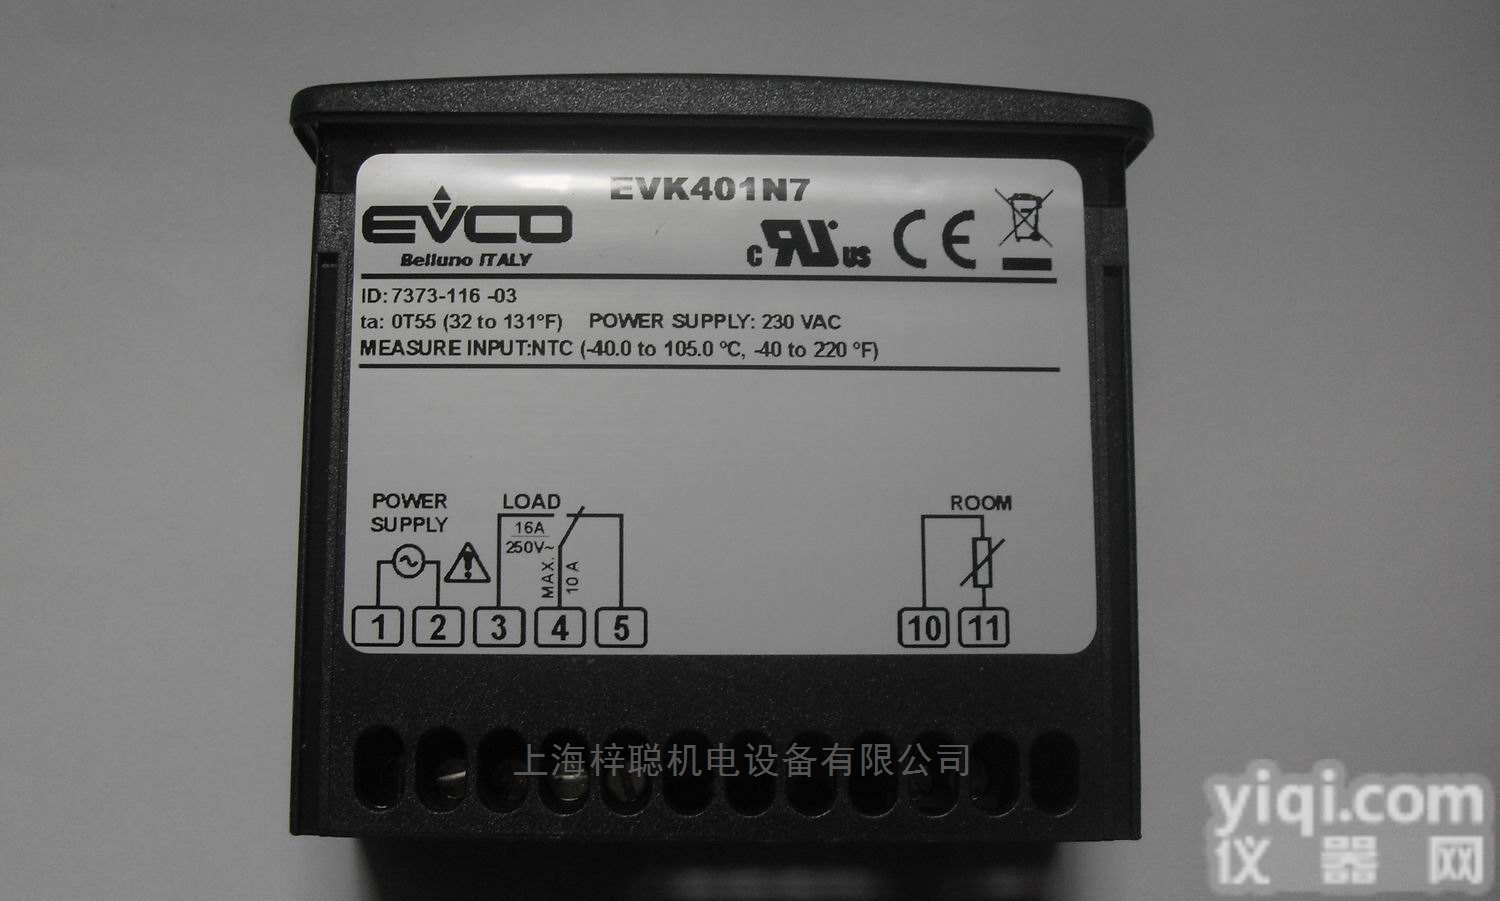 EVK401N7
EVCO
Belluno ITALY
c RU US CE
ID: 7373-116 -03
ta: 0T55 (32 to 131°F) POWER SUPPLY: 230 VAC
MEASURE INPUT:NTC (-40.0 to 105.0 °C, -40 to 220 °F)
POWER
SUPPLY
LOAD
16A
250V~
MAX.
10 A
ROOM
1 2 3 4 5 10 11
上海梓聪机电设备有限公司
yiqi.com
仪器网